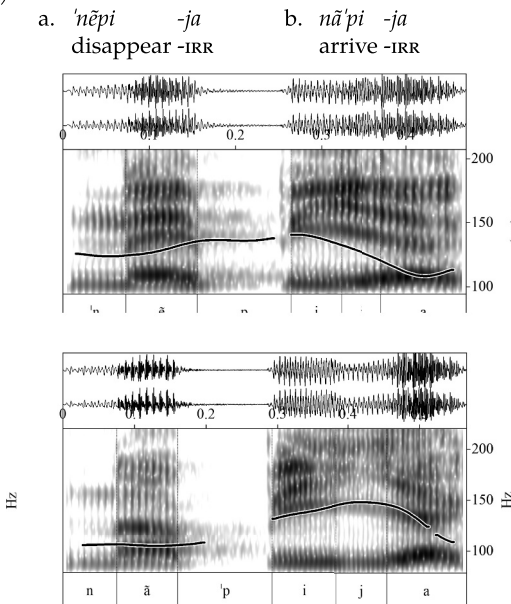 a. ˈnẽpi -ja b. nãˈpi -ja
disappear -IRR arrive -IRR
0 0.1 0.2 0.3 0.4
200
150
100
ˈn ẽ p i j a
0 0.1 0.2 0.3 0.4
200
150
100
Hz Hz
n ã ˈp i j a